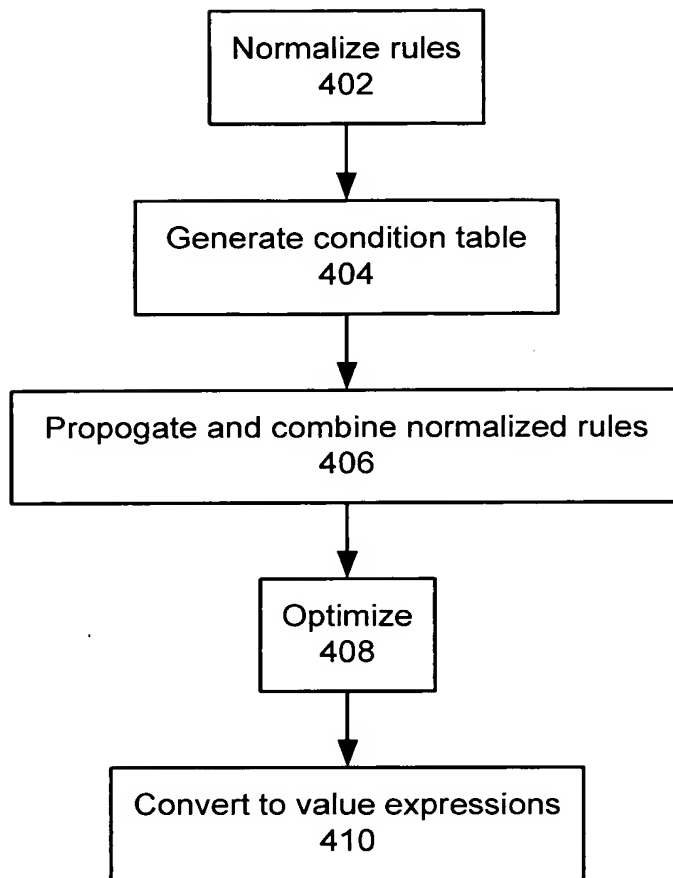 Normalize rules
402
Generate condition table
404
Propogate and combine normalized rules
406
Optimize
408
Convert to value expressions
410